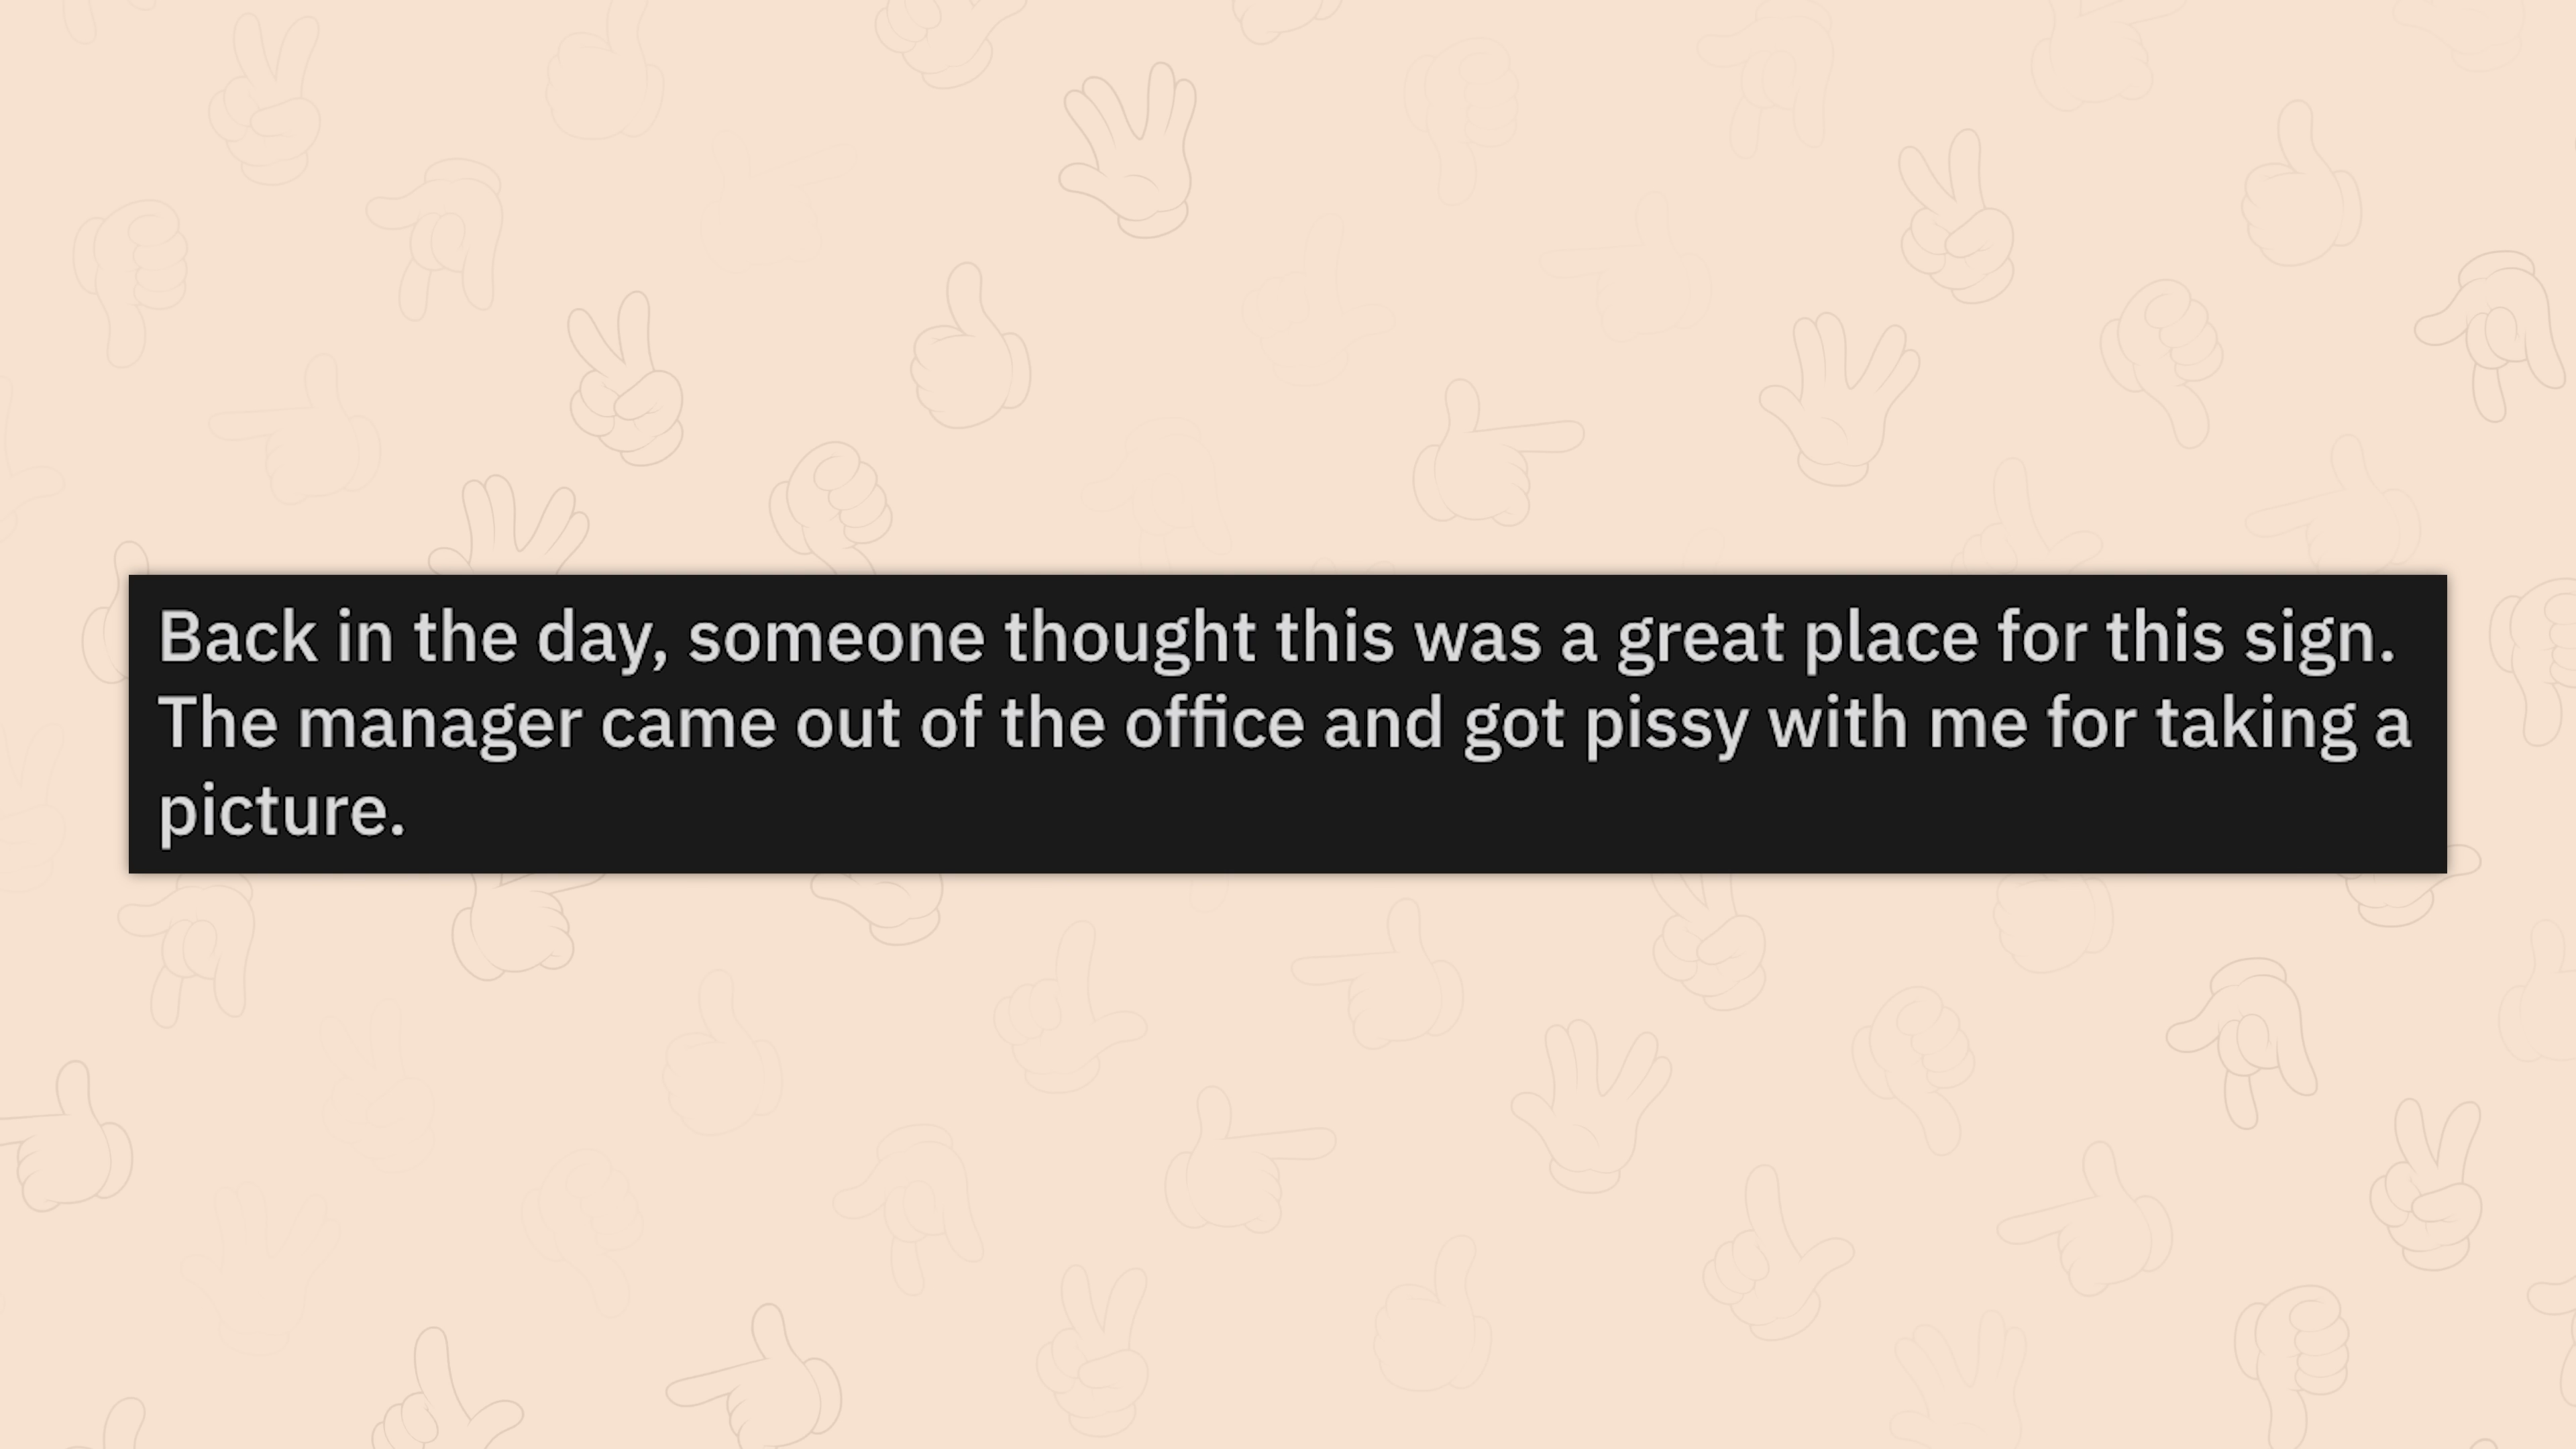 Back in the day, someone thought this was a great place for this sign.
The manager came out of the office and got pissy with me for taking a
picture.